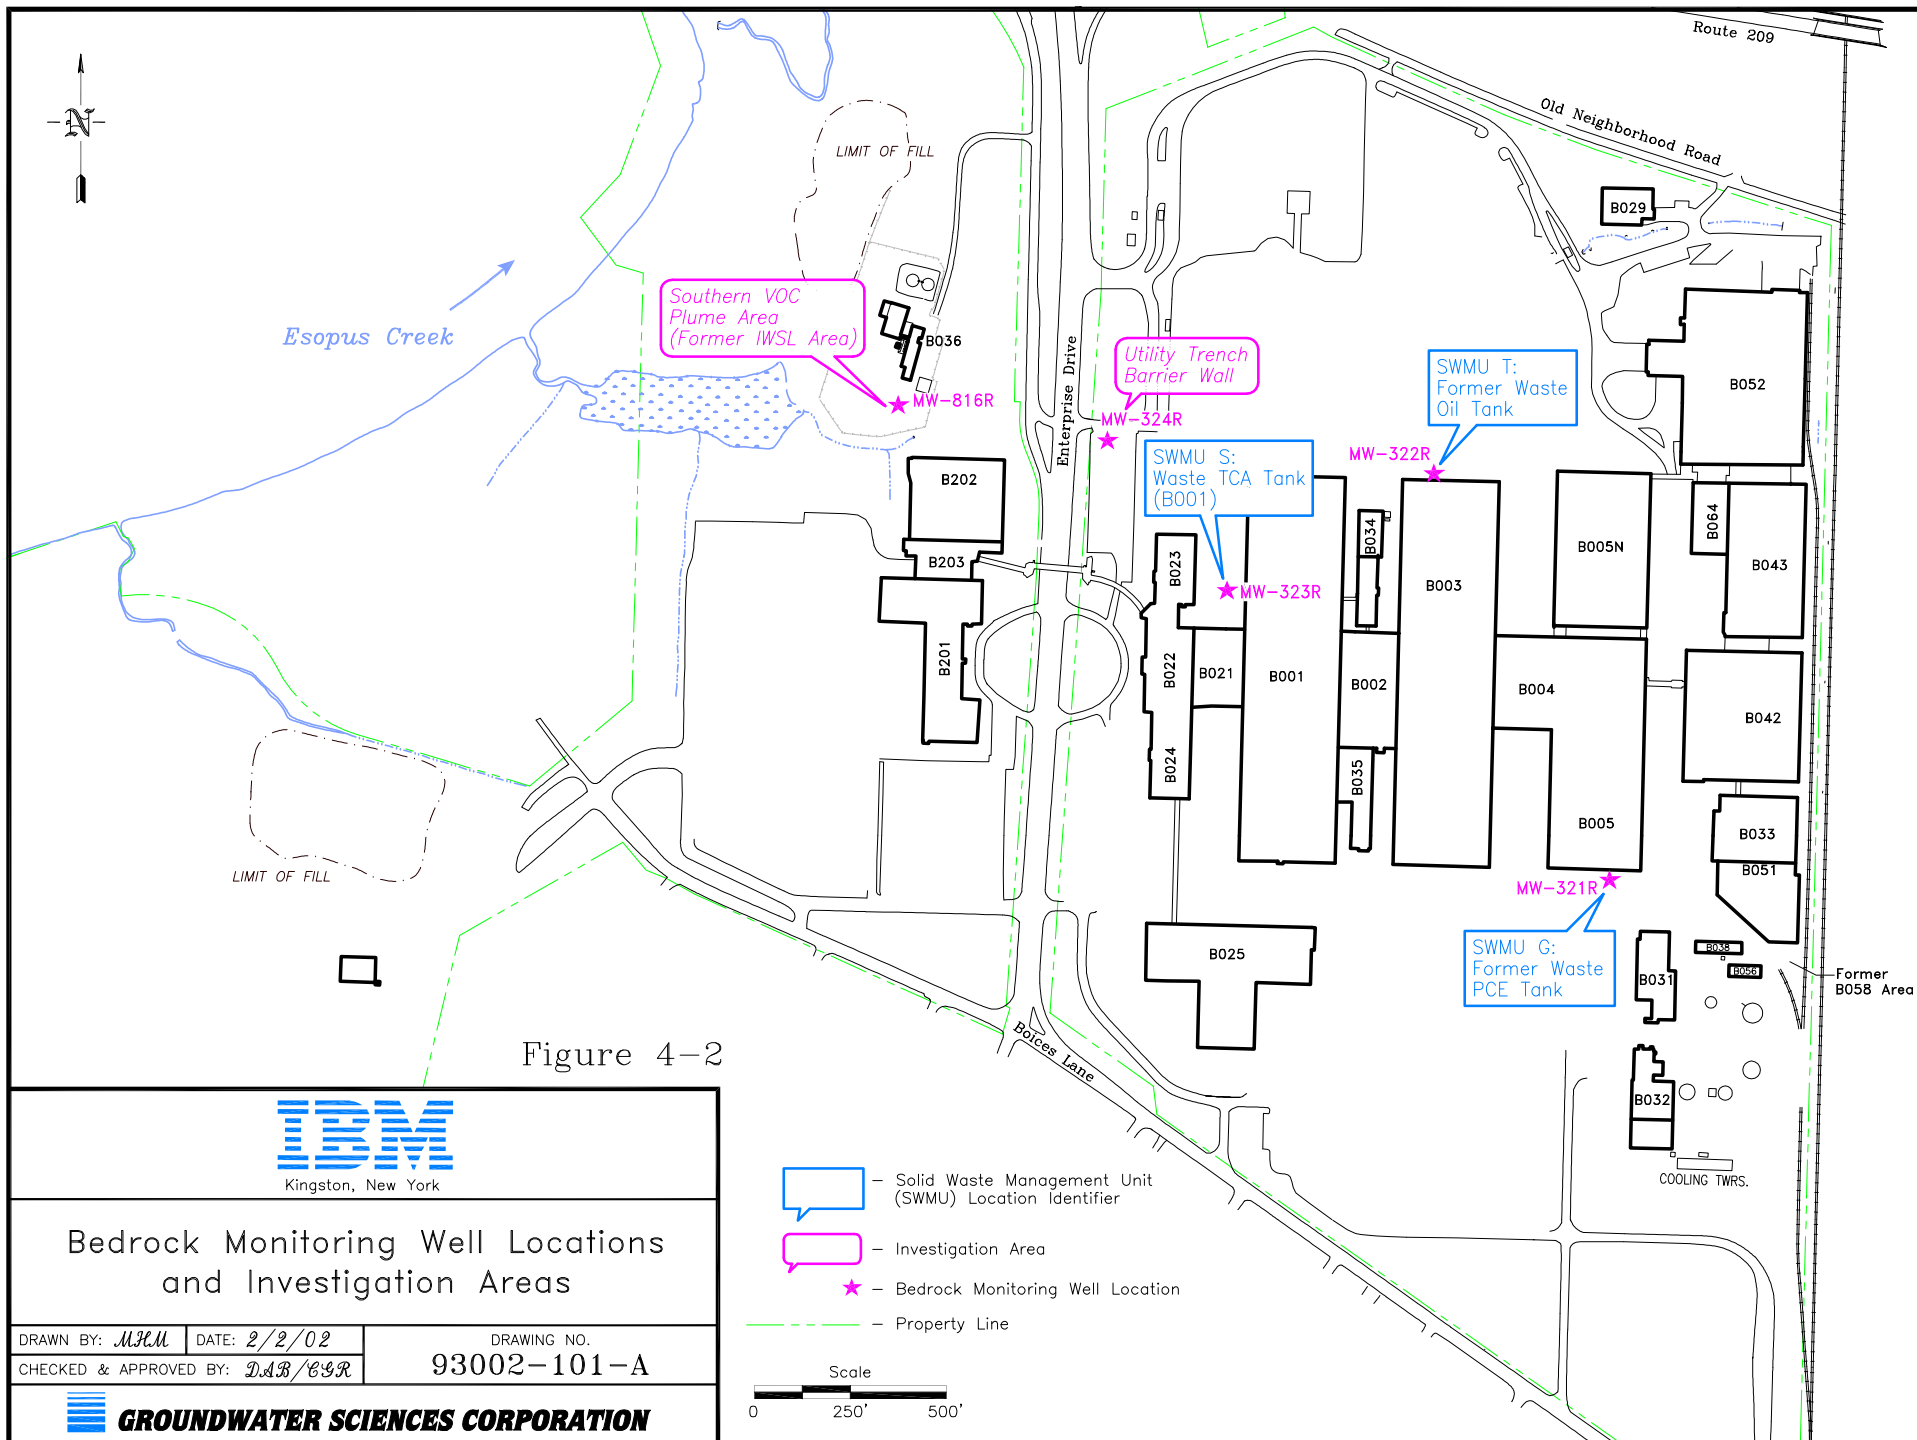 Route 209
Old Neighborhood Road
N
LIMIT OF FILL
B029
Southern VOC
Plume Area
(Former IWSL Area)
Esopus Creek
B036
Enterprise Drive
Utility Trench
Barrier Wall
SWMU T:
Former Waste
Oil Tank
B052
MW-816R
MW-324R
SWMU S:
Waste TCA Tank
(B001)
MW-322R
B202
B034
B064
B005N
B203
B023
B043
B003
MW-323R
B201
B022
B021
B001
B002
B004
B042
B024
B035
B005
B033
B051
LIMIT OF FILL
MW-321R
B025
SWMU G:
Former Waste
PCE Tank
B038
B056
B031
Former
B058 Area
Boices Lane
B032
COOLING TWRS.
Figure 4-2
IBM
Kingston, New York
Bedrock Monitoring Well Locations
and Investigation Areas
DRAWN BY: MHM
DATE: 2/2/02
CHECKED & APPROVED BY: DAB/CGR
DRAWING NO.
93002-101-A
GROUNDWATER SCIENCES CORPORATION
– Solid Waste Management Unit
(SWMU) Location Identifier
– Investigation Area
– Bedrock Monitoring Well Location
– Property Line
Scale
0 250' 500'